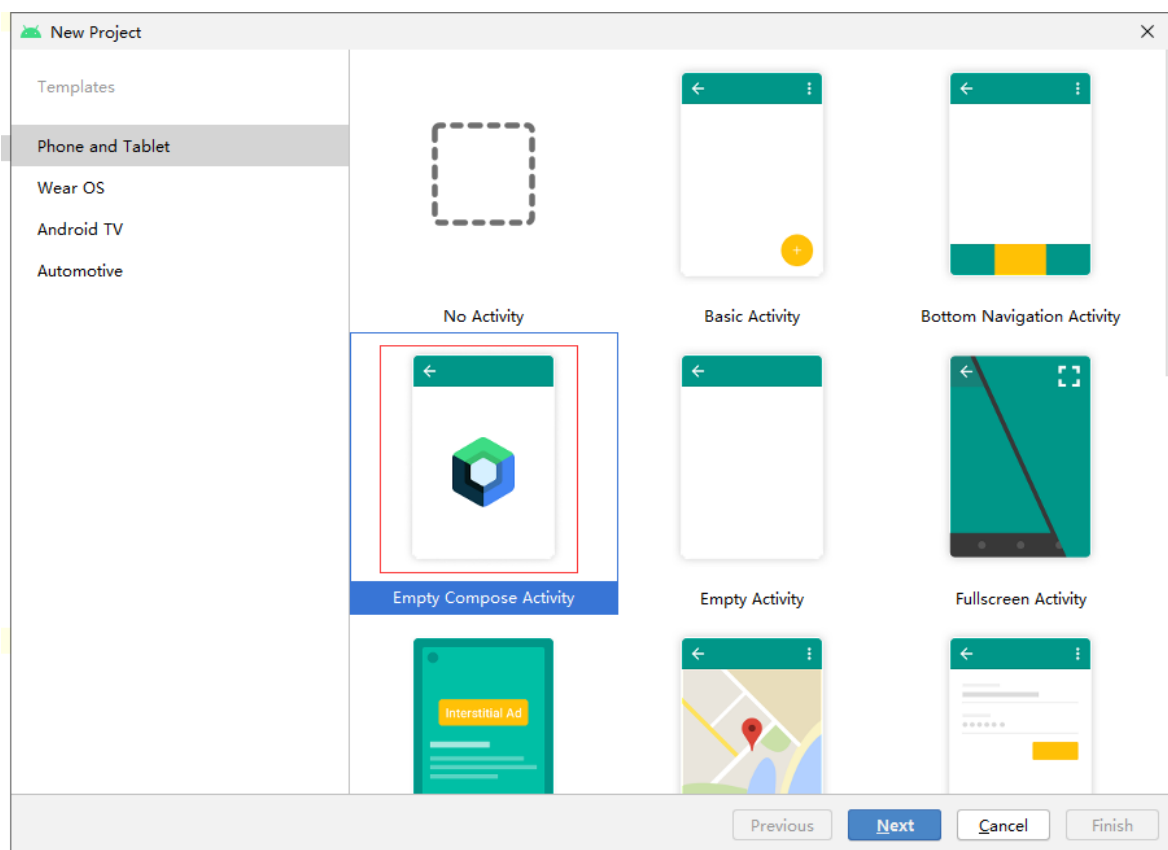 New Project
Templates
Phone and Tablet
Wear OS
Android TV
Automotive
No Activity
Basic Activity
Bottom Navigation Activity
Empty Compose Activity
Empty Activity
Fullscreen Activity
Interstitial Ad
Previous
Next
Cancel
Finish